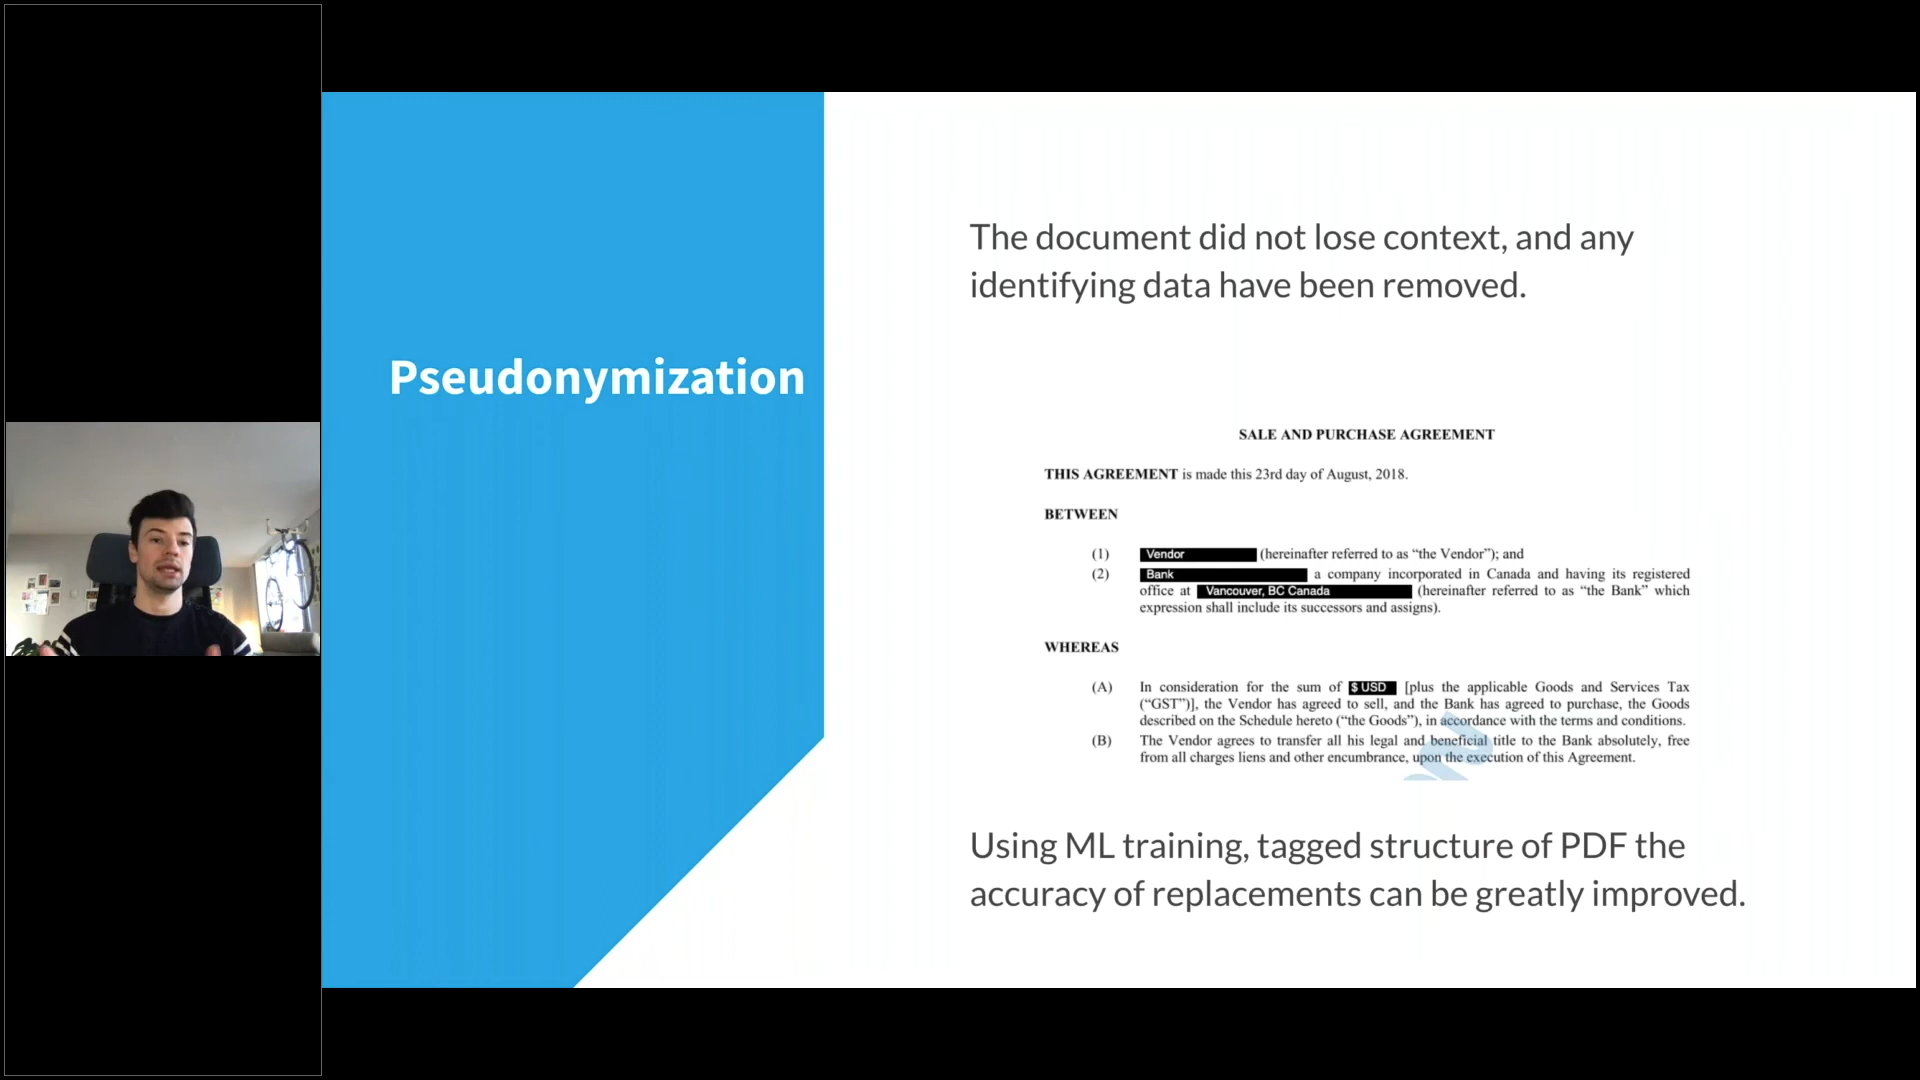 Pseudonymization
The document did not lose context, and any
identifying data have been removed.
SALE AND PURCHASE AGREEMENT
THIS AGREEMENT is made this 23rd day of August, 2018.
BETWEEN
(1) Vendor (hereinafter referred to as “the Vendor”); and
(2) Bank a company incorporated in Canada and having its registered
office at Vancouver, BC Canada (hereinafter referred to as “the Bank” which
expression shall include its successors and assigns).
WHEREAS
(A) In consideration for the sum of $ USD [plus the applicable Goods and Services Tax
(“GST”)], the Vendor has agreed to sell, and the Bank has agreed to purchase, the Goods
described on the Schedule hereto (“the Goods”), in accordance with the terms and conditions.
(B) The Vendor agrees to transfer all his legal and beneficial title to the Bank absolutely, free
from all charges liens and other encumbrance, upon the execution of this Agreement.
Using ML training, tagged structure of PDF the
accuracy of replacements can be greatly improved.